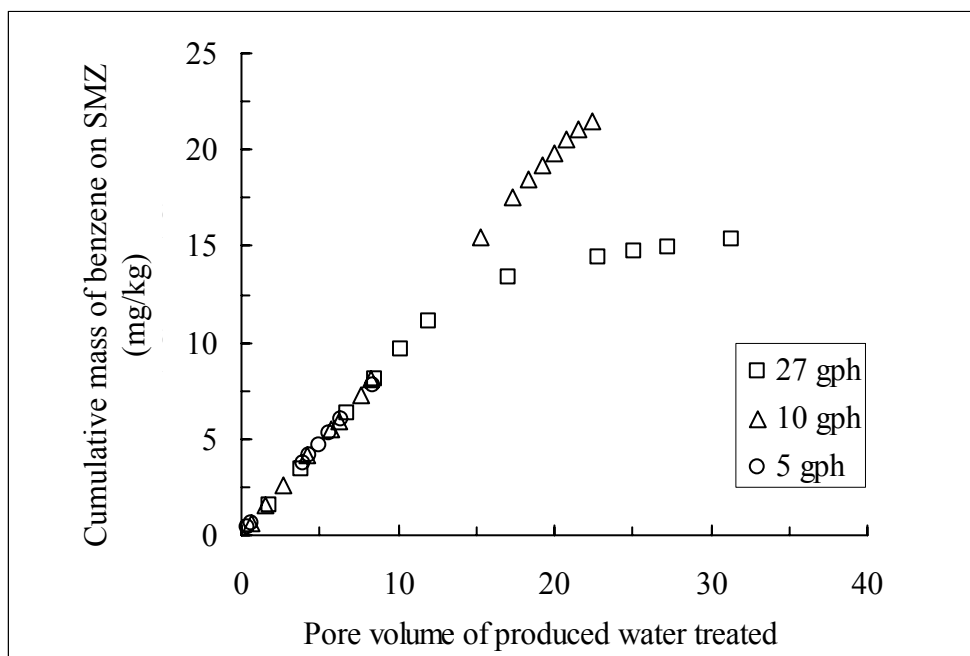 Cumulative mass of benzene on SMZ
(mg/kg)
25
20
15
10
5
0
0
10
20
30
40
Pore volume of produced water treated
27 gph
10 gph
5 gph